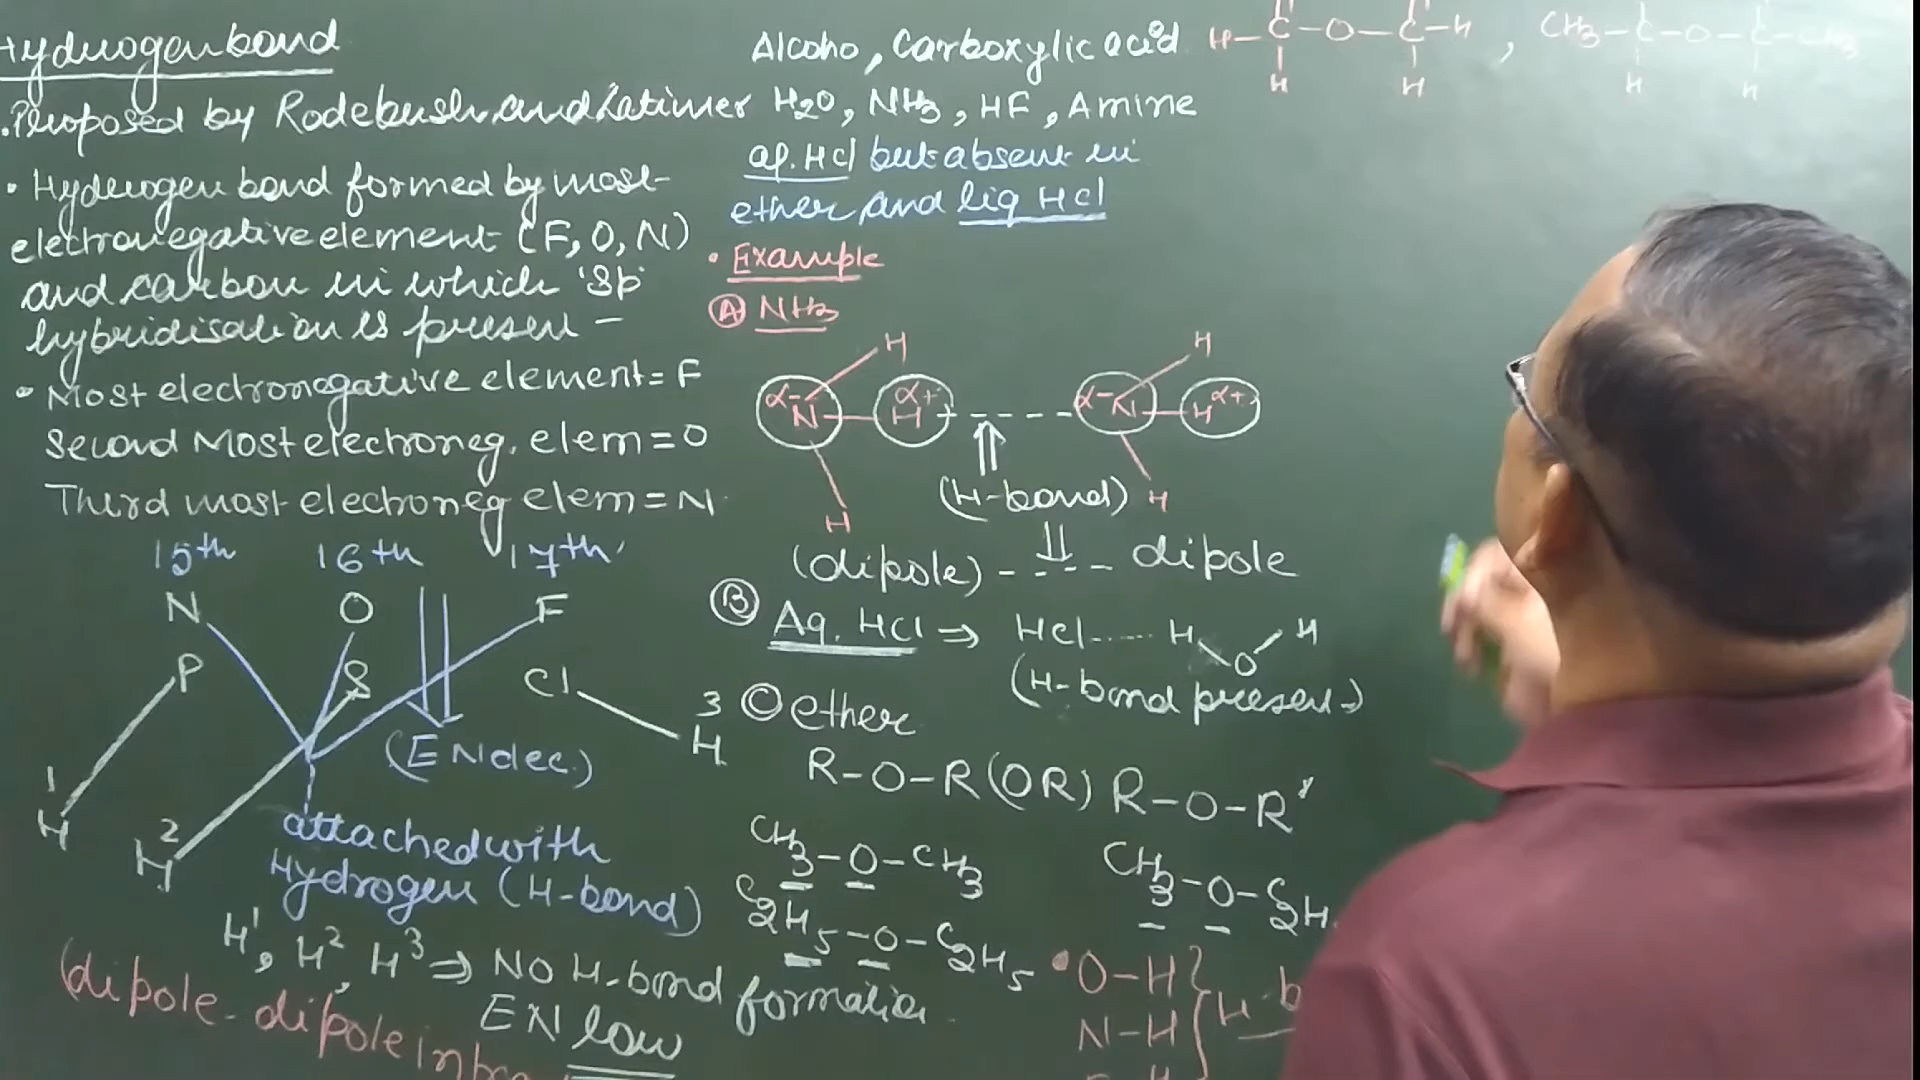 Hydrogen bond
• Proposed by Rodebush and Latimer
• Hydrogen bond formed by most
electronegative element (F, O, N)
and carbon in which 'Sp'
hybridisation is present -
• Most electronegative element = F
Second Most electroneg. elem = O
Third most electroneg elem = N
15th 16th 17th
N O F
P S Cl
3
H
(EN dec.)
1
H
2
H
attached with
Hydrogen (H-bond)
H¹, H², H³ ⇒ NO H-bond formation
EN low
(dipole-dipole
Alcoho, Carboxylic acid
H2O, NH3, HF, Amine
aq. HCl but absent in
ether and liq HCl
• Example
Ⓐ NH3
H H
α- N - H α+ ---- α- N - H α+
H H
(H-bond)
(dipole) ---- dipole
Ⓑ Aq. HCl ⇒ HCl ...... H O H
(H-bond present)
Ⓒ ether
R-O-R (OR) R-O-R'
CH3-O-CH3
C2H5-O-C2H5
CH3-O-C2H
• O-H
N-H
H-b
H-C-O-C-H , CH3-C-O-C-CH3
H H H H